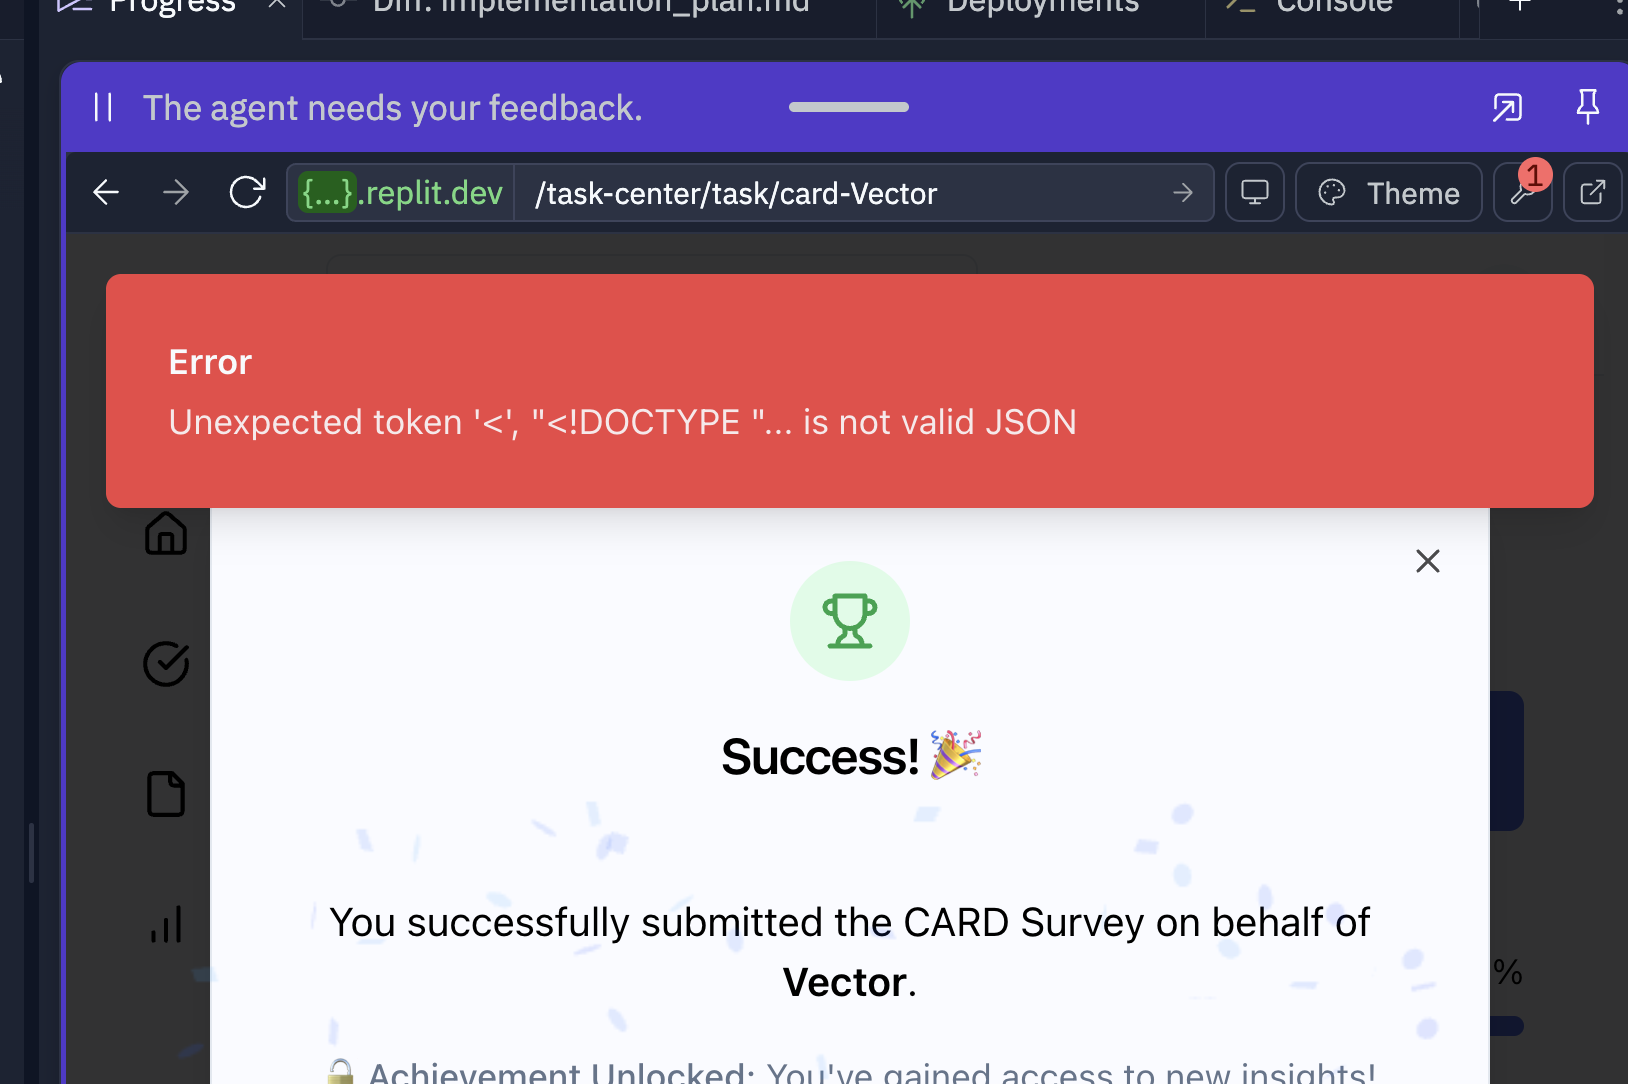 Progress
Diff: implementation_plan.md
Deployments
Console
The agent needs your feedback.
{...}.replit.dev
/task-center/task/card-Vector
Theme
1
Error
Unexpected token '<', "<!DOCTYPE "... is not valid JSON
Success! 🎉
You successfully submitted the CARD Survey on behalf of
Vector.
%
🔓 Achievement Unlocked: You've gained access to new insights!